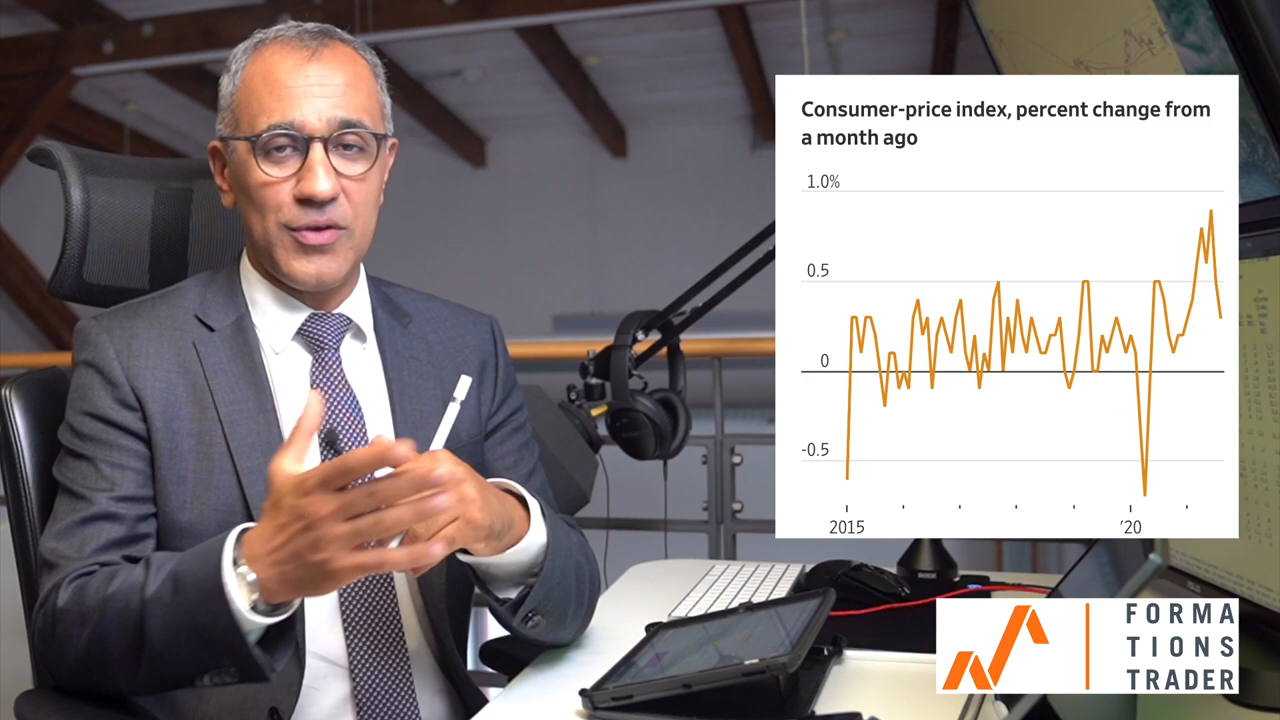 Consumer-price index, percent change from
a month ago
1.0%
0.5
0
-0.5
2015
'20
FORMA
TIONS
TRADER